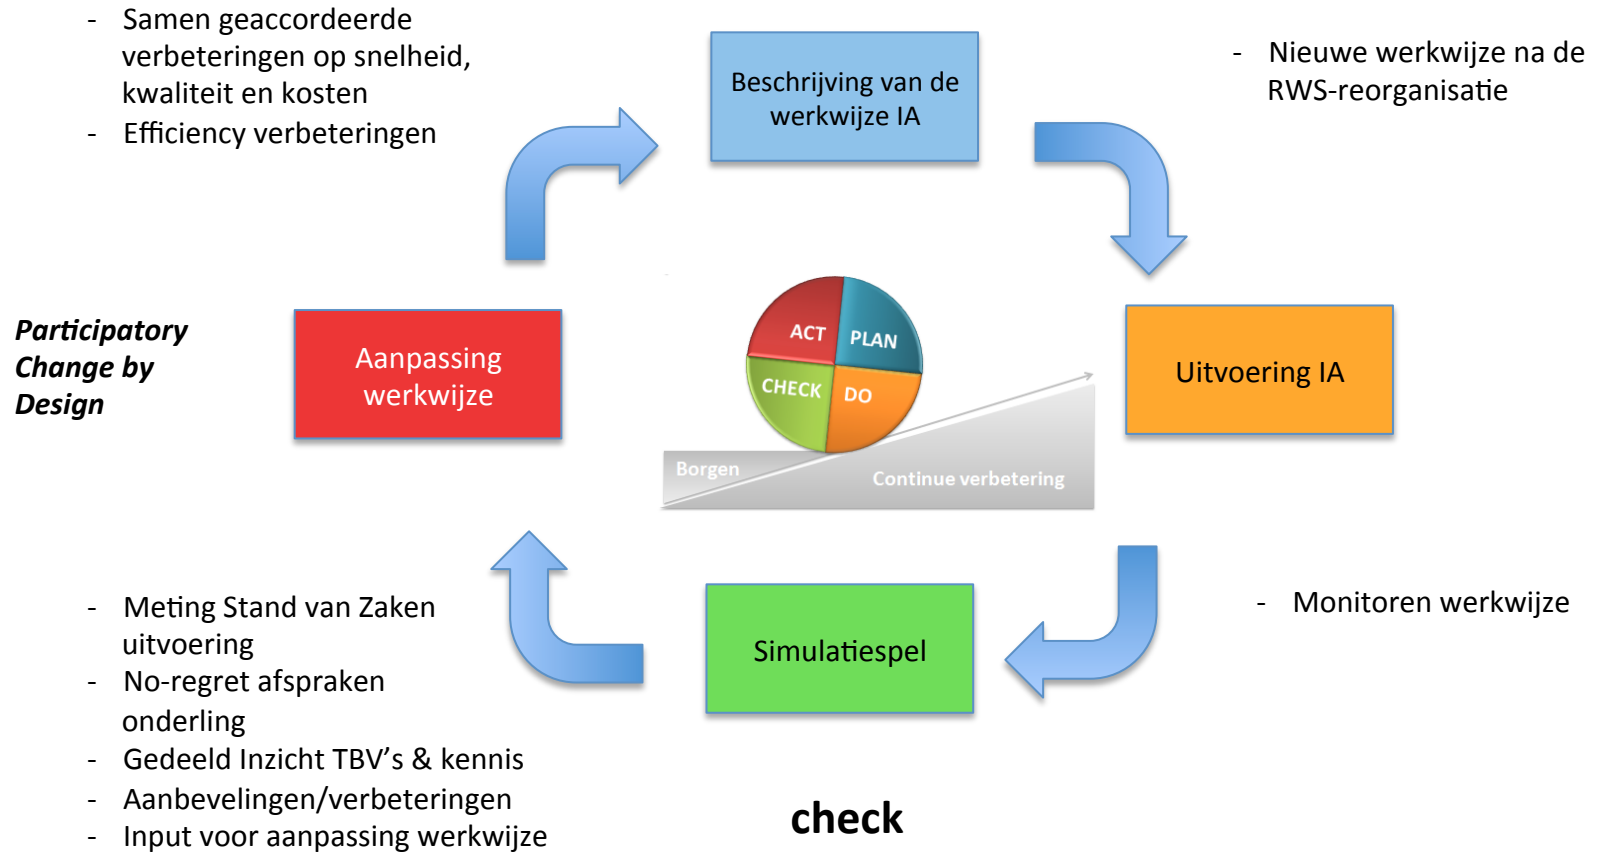 - Samen geaccordeerde
verbeteringen op snelheid,
kwaliteit en kosten
- Efficiency verbeteringen
Beschrijving van de
werkwijze IA
- Nieuwe werkwijze na de
RWS-reorganisatie
Participatory
Change by
Design
Aanpassing
werkwijze
ACT
PLAN
CHECK
DO
Borgen
Continue verbetering
Uitvoering IA
- Meting Stand van Zaken
uitvoering
- No-regret afspraken
onderling
- Gedeeld Inzicht TBV's & kennis
- Aanbevelingen/verbeteringen
- Input voor aanpassing werkwijze
Simulatiespel
- Monitoren werkwijze
check